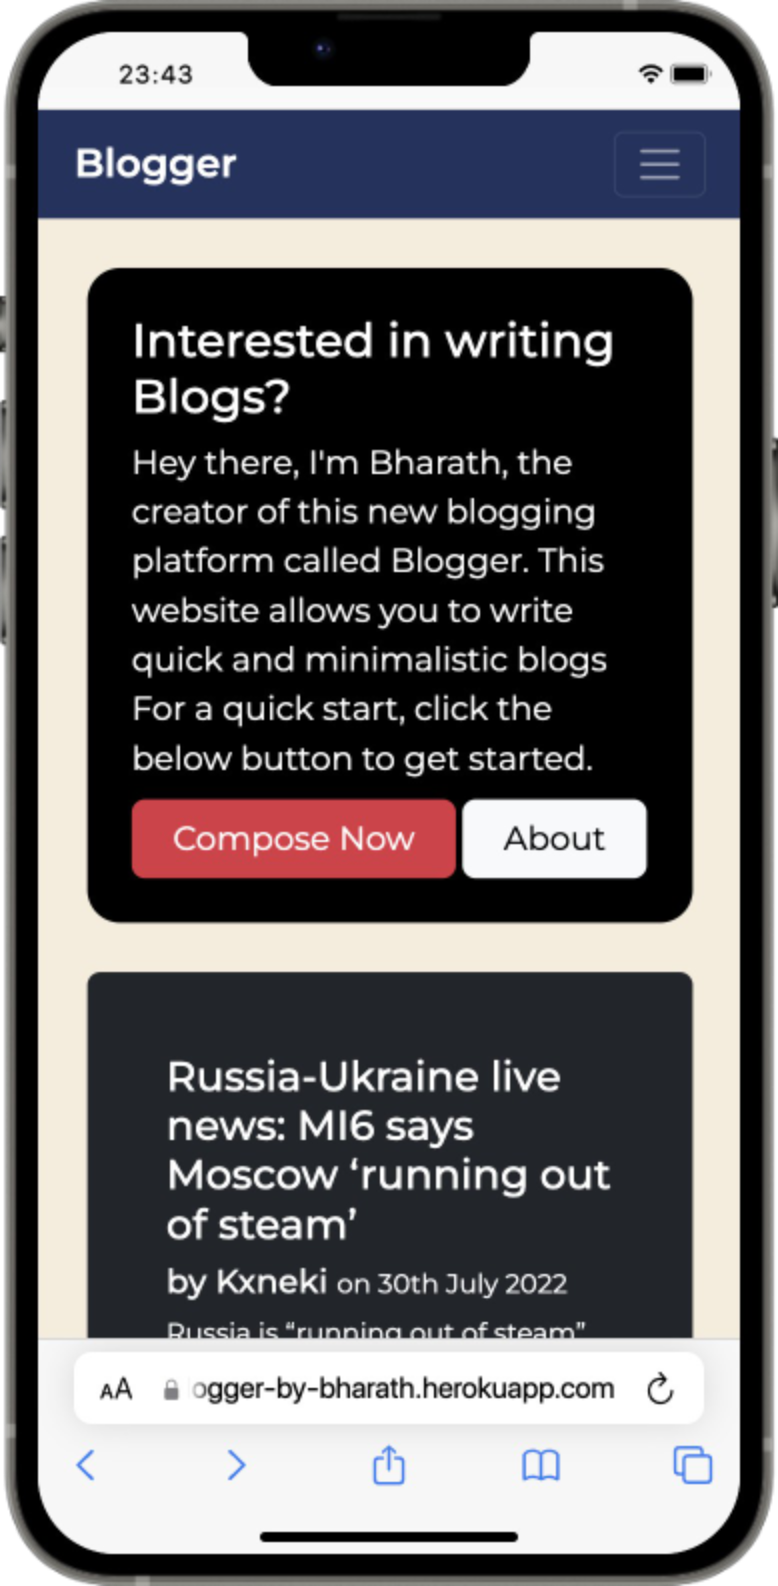 23:43
Blogger
Interested in writing
Blogs?
Hey there, I'm Bharath, the
creator of this new blogging
platform called Blogger. This
website allows you to write
quick and minimalistic blogs
For a quick start, click the
below button to get started.
Compose Now About
Russia-Ukraine live
news: MI6 says
Moscow ‘running out
of steam’
by Kxneki on 30th July 2022
Russia is “running out of steam”
AA ogger-by-bharath.herokuapp.com